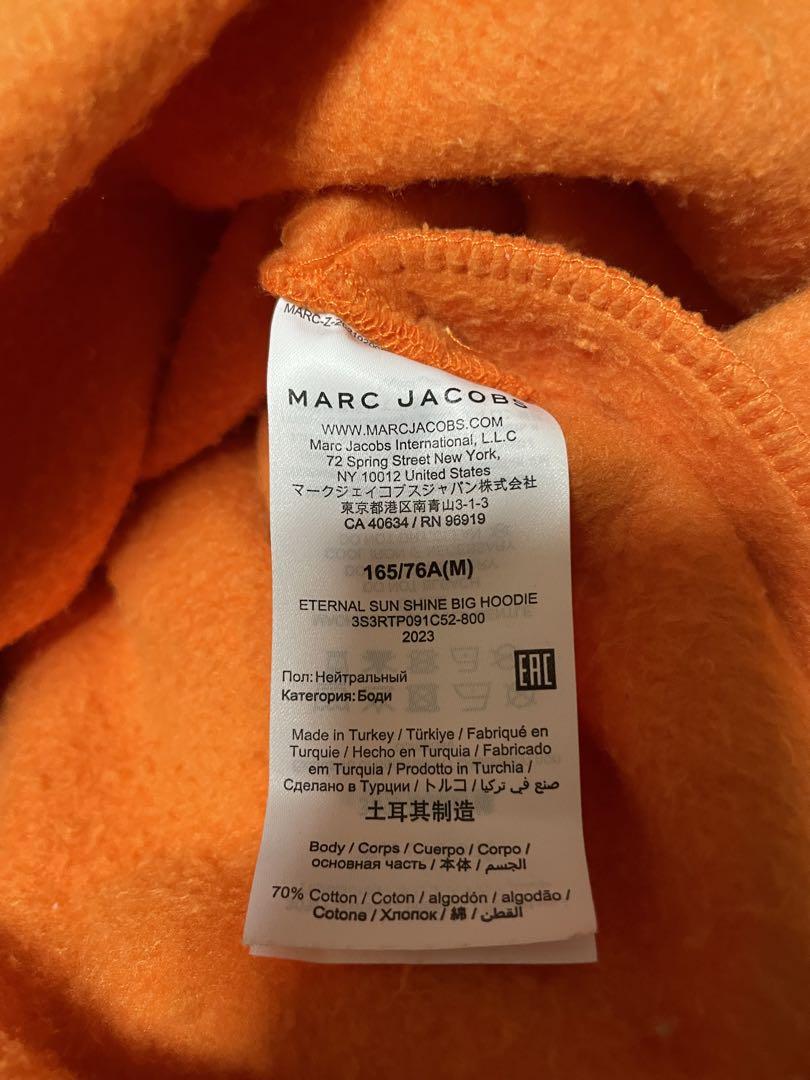 MARC JACOBS
WWW.MARCJACOBS.COM
Marc Jacobs International, L.L.C
72 Spring Street New York,
NY 10012 United States
マークジェイコブスジャパン株式会社
東京都港区南青山3-1-3
CA 40634 / RN 96919
165/76A(M)
ETERNAL SUN SHINE BIG HOODIE
3S3RTP091C52-800
2023
Пол: Нейтральный
EAC
Категория: Боди
Made in Turkey / Türkiye / Fabriqué en
Turquie / Hecho en Turquia / Fabricado
em Turquia / Prodotto in Turchia /
Сделано в Турции / トルコ / صنع في تركيا
土耳其制造
Body / Corps / Cuerpo / Corpo /
основная часть / 本体 / الجسم
70% Cotton / Coton / algodón / algodão /
Cotone / Хлопок / 綿 / القطن